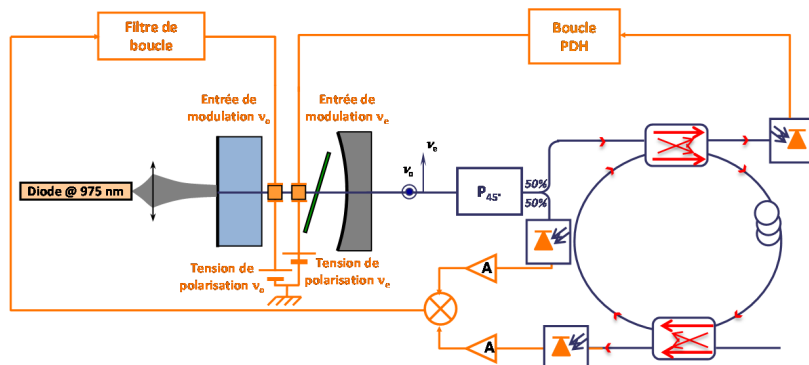 Filtre de
boucle
Boucle
PDH
Entrée de
modulation νₒ
Entrée de
modulation νₑ
Diode @ 975 nm
νₑ
νₒ
P₄₅°
50%
50%
Tension de
polarisation νₒ
Tension de
polarisation νₑ
A
A